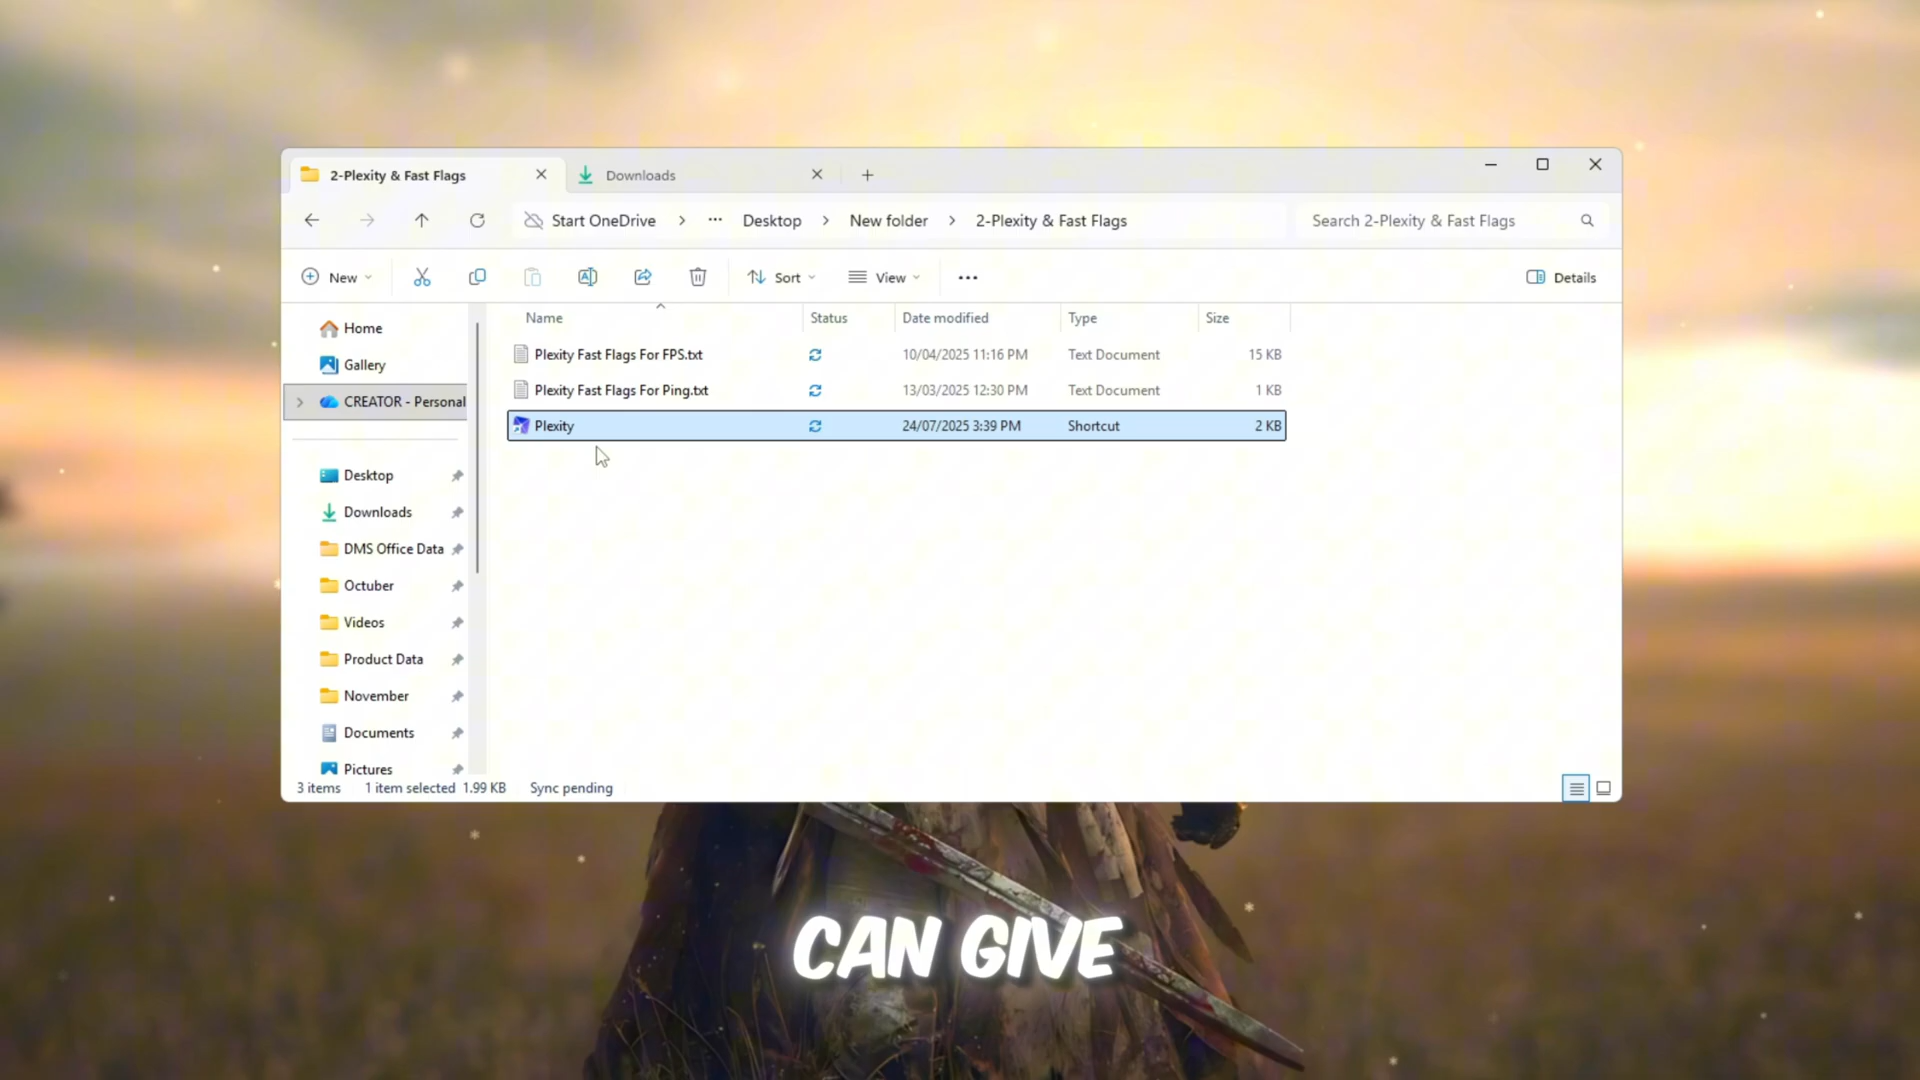 2-Plexity & Fast Flags
Downloads
Start OneDrive > ... Desktop > New folder > 2-Plexity & Fast Flags
Search 2-Plexity & Fast Flags
New
Sort
View
...
Details
Name Status Date modified Type Size
Plexity Fast Flags For FPS.txt 10/04/2025 11:16 PM Text Document 15 KB
Plexity Fast Flags For Ping.txt 13/03/2025 12:30 PM Text Document 1 KB
Plexity 24/07/2025 3:39 PM Shortcut 2 KB
Home
Gallery
CREATOR - Personal
Desktop
Downloads
DMS Office Data
Octuber
Videos
Product Data
November
Documents
Pictures
3 items 1 item selected 1.99 KB Sync pending
CAN GIVE